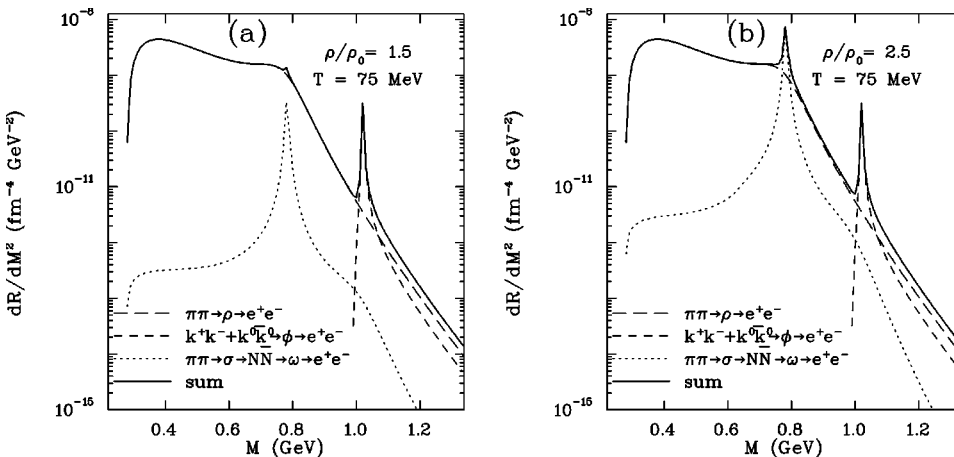 (a)
ρ/ρ₀= 1.5
T = 75 MeV
dR/dM² (fm⁻⁴ GeV⁻²)
10⁻⁸
10⁻¹¹
10⁻¹⁵
ππ→ρ→e⁺e⁻
k⁺k⁻+k⁰k̅⁰→ϕ→e⁺e⁻
ππ→σ→NN̅→ω→e⁺e⁻
sum
0.4 0.6 0.8 1.0 1.2
M (GeV)
(b)
ρ/ρ₀= 2.5
T = 75 MeV
dR/dM² (fm⁻⁴ GeV⁻²)
10⁻⁸
10⁻¹¹
10⁻¹⁵
ππ→ρ→e⁺e⁻
k⁺k⁻+k⁰k̅⁰→ϕ→e⁺e⁻
ππ→σ→NN̅→ω→e⁺e⁻
sum
0.4 0.6 0.8 1.0 1.2
M (GeV)